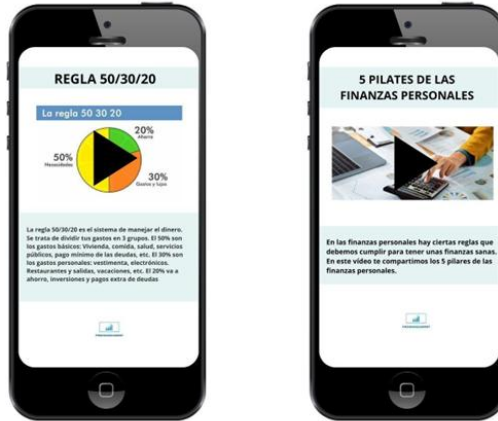 REGLA 50/30/20
La regla 50 30 20
20%
Ahorro
50%
Necesidades
30%
Gastos y lujos
La regla 50/30/20 es el sistema de manejar el dinero.
Se trata de dividir tus gastos en 3 grupos. El 50% son
los gastos básicos: Vivienda, comida, salud, servicios
públicos, pago mínimo de las deudas, etc. El 30% son
los gastos personales: vestimenta, electrónicos.
Restaurantes y salidas, vacaciones, etc. El 20% va a
ahorro, inversiones y pagos extra de deudas
5 PILATES DE LAS
FINANZAS PERSONALES
En las finanzas personales hay ciertas reglas que
debemos cumplir para tener unas finanzas sanas.
En este vídeo te compartimos los 5 pilares de las
finanzas personales.